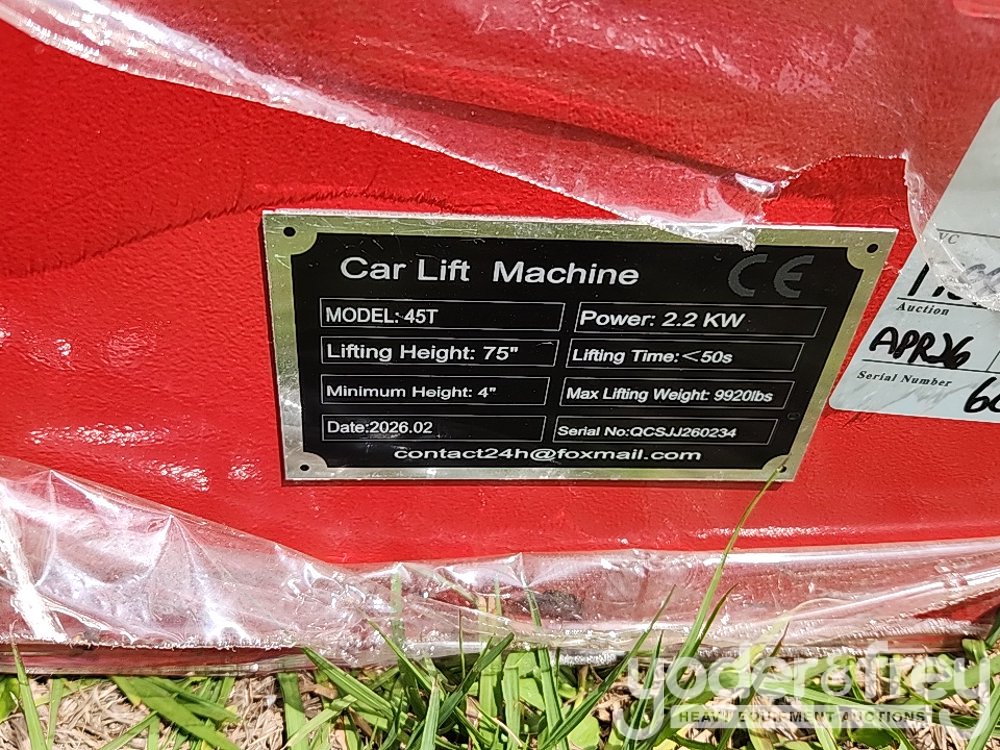 Car Lift Machine CE
MODEL: 45T
Power: 2.2 KW
Lifting Height: 75"
Lifting Time:<50s
Minimum Height: 4"
Max Lifting Weight: 9920lbs
Date:2026.02
Serial No:QCSJJ260234
contact24h@foxmail.com
VC
Auction
APR26
Serial Number
yoder&frey
HEAVY EQUIPMENT AUCTIONS